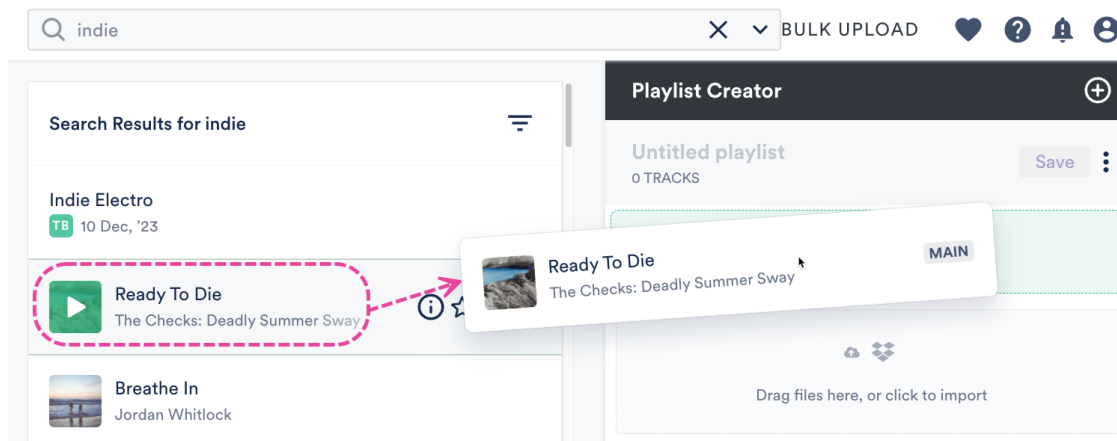 indie
BULK UPLOAD
Search Results for indie
Indie Electro
TB 10 Dec, '23
Ready To Die
The Checks: Deadly Summer Sway
Breathe In
Jordan Whitlock
Playlist Creator
Untitled playlist
Save
0 TRACKS
Ready To Die
MAIN
The Checks: Deadly Summer Sway
Drag files here, or click to import